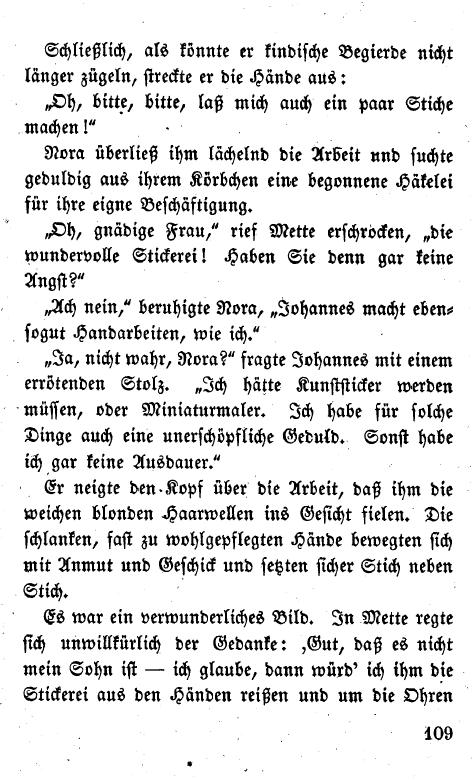 Schließlich, als könnte er kindische Begierde nicht
länger zügeln, streckte er die Hände aus:
„Oh, bitte, bitte, laß mich auch ein paar Stiche
machen!“
Nora überließ ihm lächelnd die Arbeit und suchte
geduldig aus ihrem Körbchen eine begonnene Häkelei
für ihre eigne Beschäftigung.
„Oh, gnädige Frau,“ rief Mette erschrocken, „die
wundervolle Stickerei! Haben Sie denn gar keine
Angst?“
„Ach nein,“ beruhigte Nora, „Johannes macht eben-
sogut Handarbeiten, wie ich.“
„Ja, nicht wahr, Nora?“ fragte Johannes mit einem
errötenden Stolz. „Ich hätte Kunststicker werden
müssen, oder Miniaturmaler. Ich habe für solche
Dinge auch eine unerschöpfliche Geduld. Sonst habe
ich gar keine Ausdauer.“
Er neigte den Kopf über die Arbeit, daß ihm die
weichen blonden Haarwellen ins Gesicht fielen. Die
schlanken, fast zu wohlgepflegten Hände bewegten sich
mit Anmut und Geschick und setzten sicher Stich neben
Stich.
Es war ein verwunderliches Bild. In Mette regte
sich unwillkürlich der Gedanke: ‚Gut, daß es nicht
mein Sohn ist — ich glaube, dann würd' ich ihm die
Stickerei aus den Händen reißen und um die Ohren
109